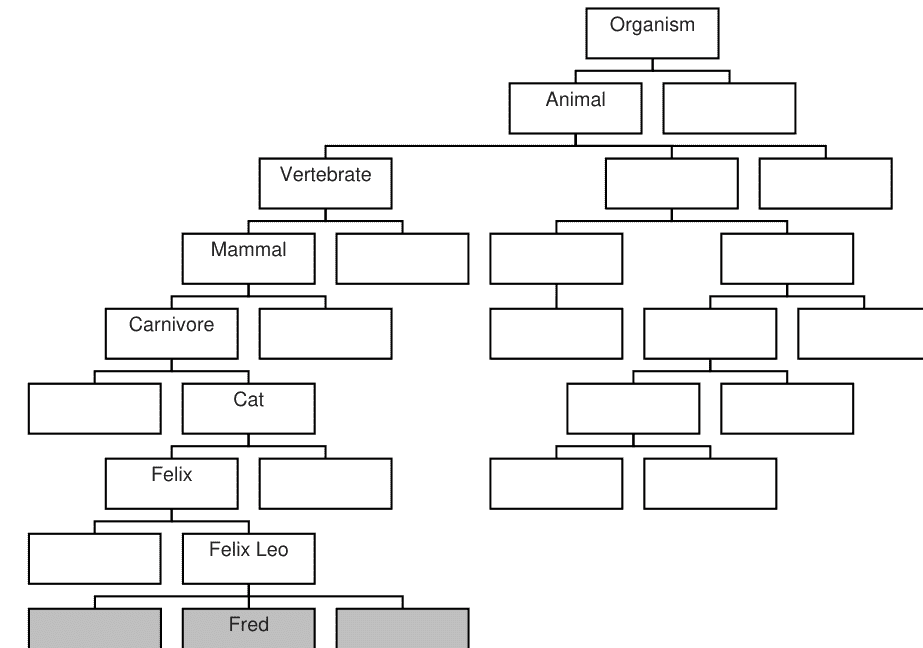 Organism
Animal
Vertebrate
Mammal
Carnivore
Cat
Felix
Felix Leo
Fred